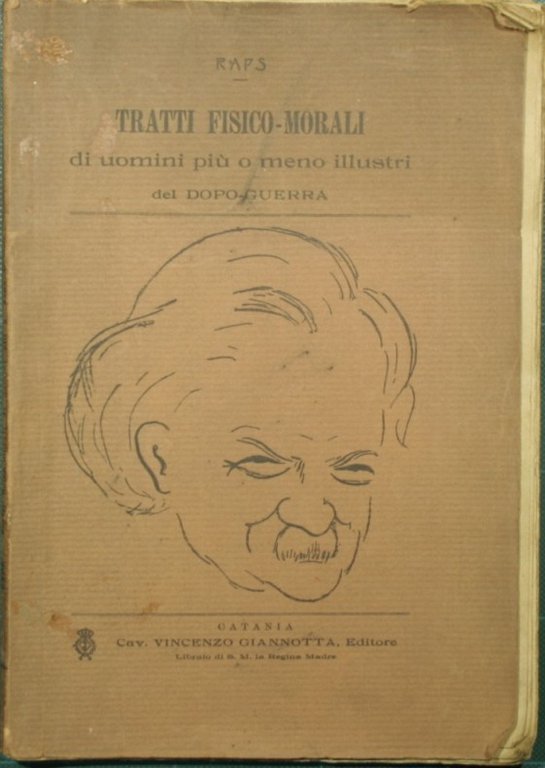 RAPS
TRATTI FISICO-MORALI
di uomini più o meno illustri
del DOPO-GUERRA
CATANIA
Cav. VINCENZO GIANNOTTA, Editore
Libraio di S. M. la Regina Madre